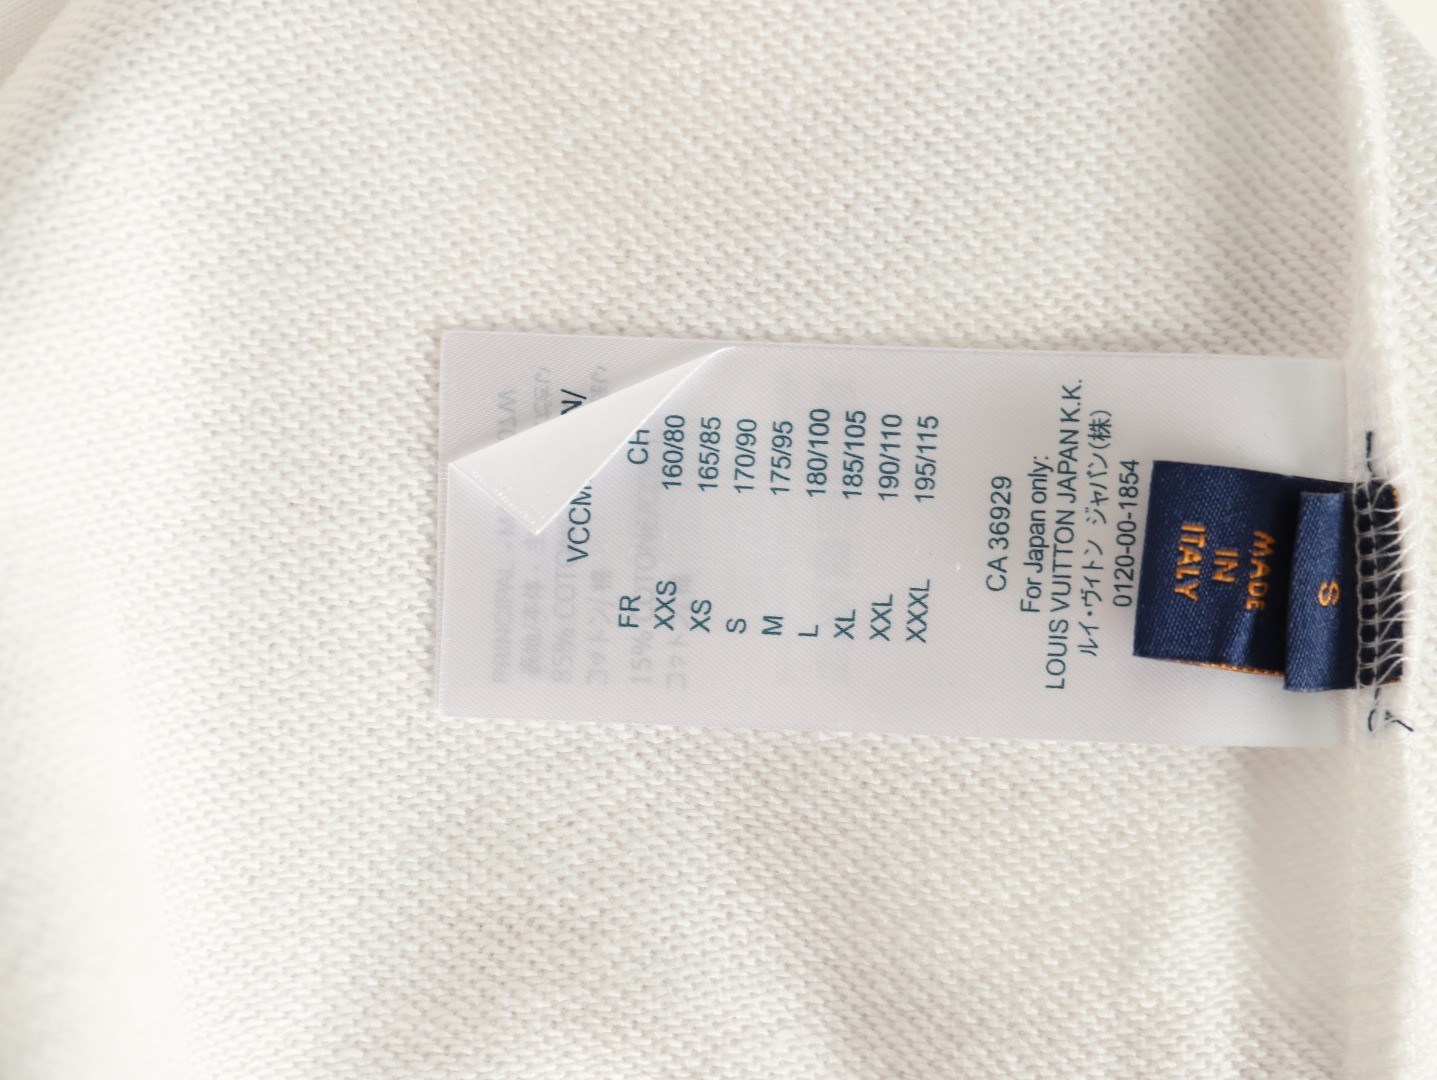 VCCM N/
FR CH
XXS 160/80
XS 165/85
S 170/90
M 175/95
L 180/100
XL 185/105
XXL 190/110
XXXL 195/115
CA 36929
For Japan only:
LOUIS VUITTON JAPAN K.K.
ルイ・ヴィトン ジャパン(株)
0120-00-1854
MADE
IN
ITALY
S